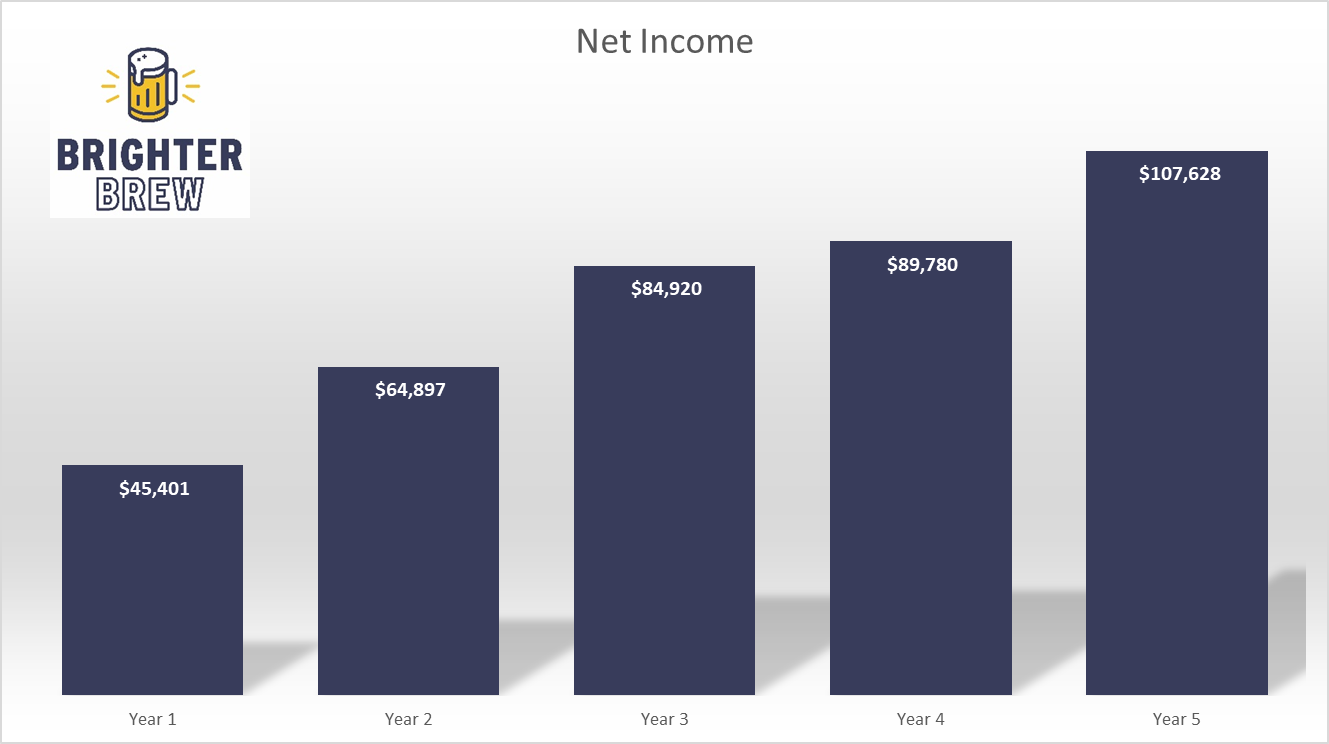 Net Income
BRIGHTER
BREW
$45,401
$64,897
$84,920
$89,780
$107,628
Year 1
Year 2
Year 3
Year 4
Year 5